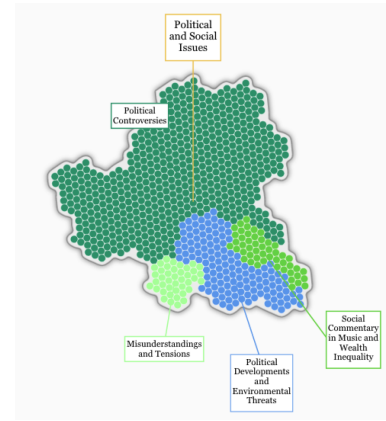 Political
and Social
Issues
Political
Controversies
Misunderstandings
and Tensions
Political
Developments
and
Environmental
Threats
Social
Commentary
in Music and
Wealth
Inequality